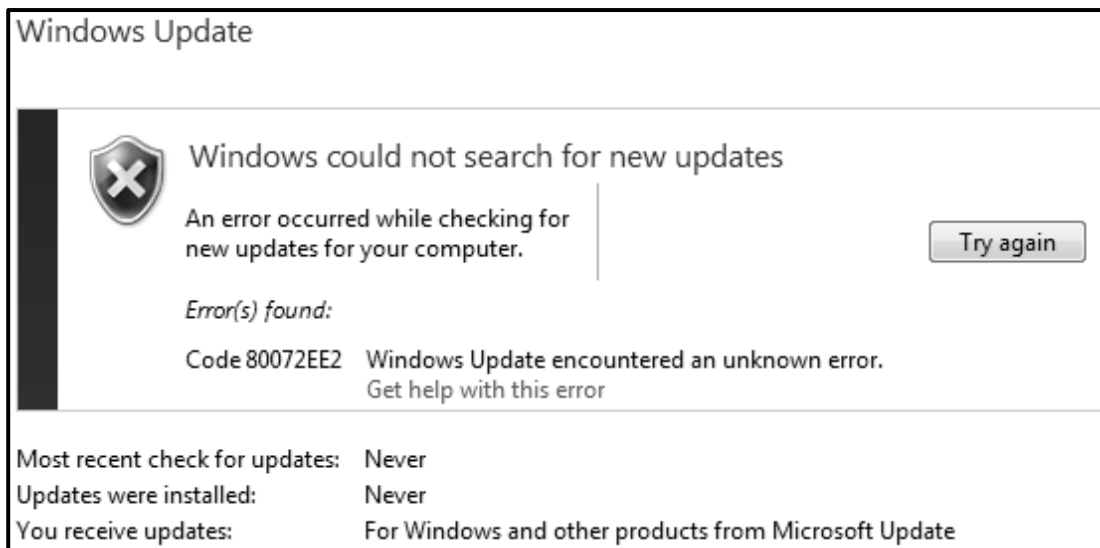 Windows Update
Windows could not search for new updates
An error occurred while checking for
new updates for your computer.
Try again
Error(s) found:
Code 80072EE2 Windows Update encountered an unknown error.
Get help with this error
Most recent check for updates: Never
Updates were installed: Never
You receive updates: For Windows and other products from Microsoft Update